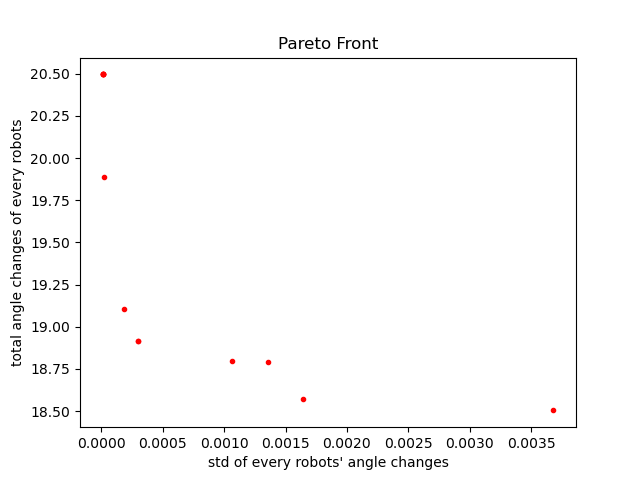 Pareto Front
total angle changes of every robots
20.50
20.25
20.00
19.75
19.50
19.25
19.00
18.75
18.50
0.0000 0.0005 0.0010 0.0015 0.0020 0.0025 0.0030 0.0035
std of every robots' angle changes